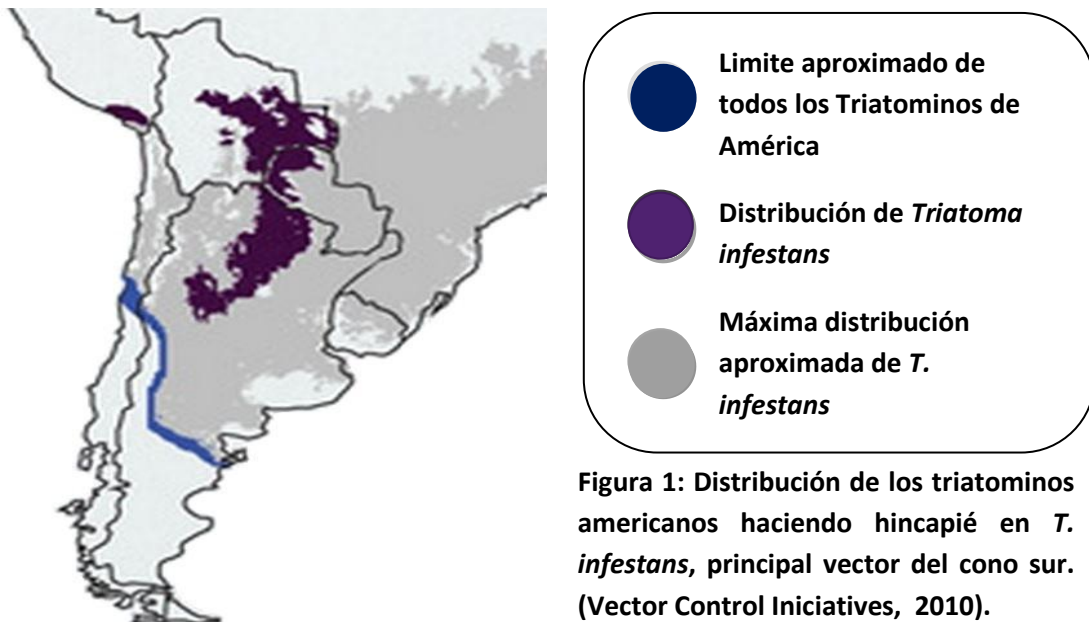 Limite aproximado de
todos los Triatominos de
América
Distribución de Triatoma
infestans
Máxima distribución
aproximada de T.
infestans
Figura 1: Distribución de los triatominos
americanos haciendo hincapié en T.
infestans, principal vector del cono sur.
(Vector Control Iniciatives, 2010).